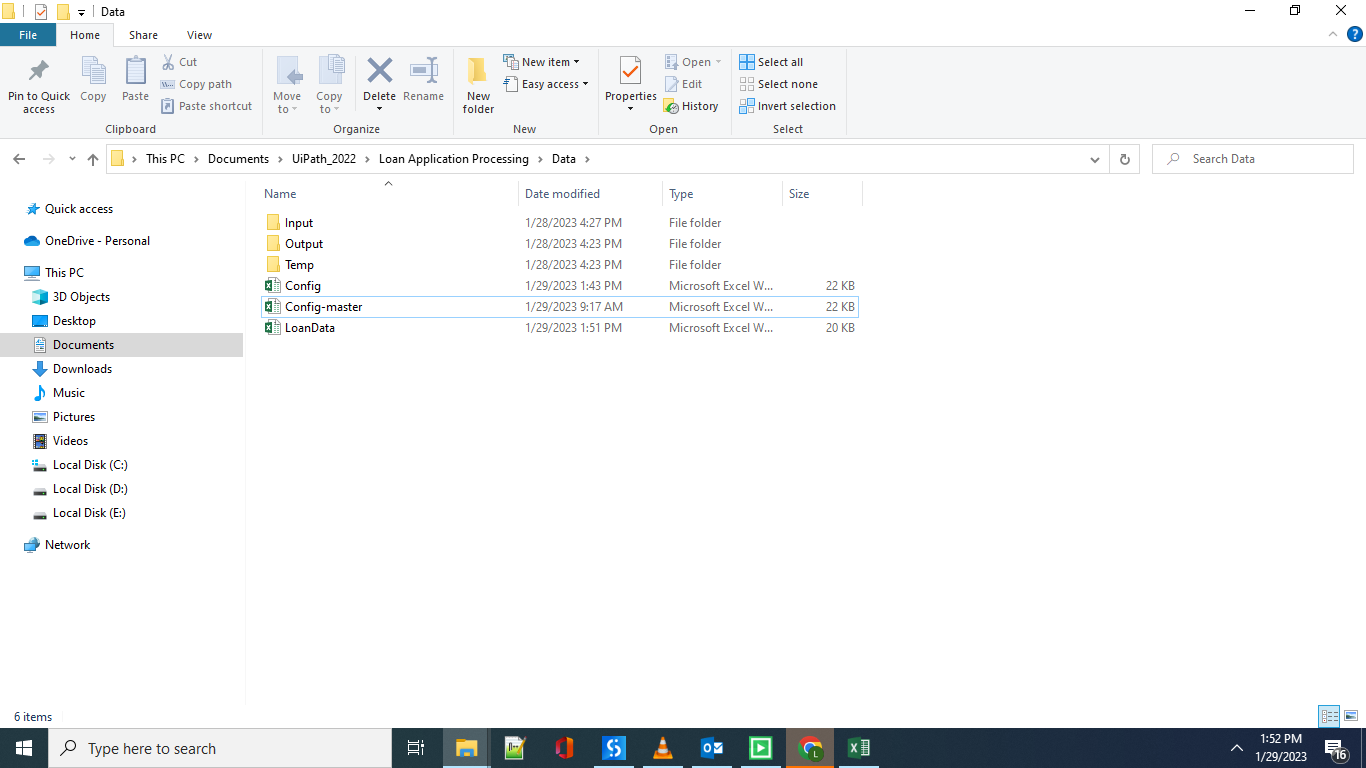 Data
File Home Share View
Pin to Quick access
Copy
Paste
Cut
Copy path
Paste shortcut
Clipboard
Move to
Copy to
Delete
Rename
Organize
New folder
New item
Easy access
New
Properties
Open
Edit
History
Open
Select all
Select none
Invert selection
Select
This PC > Documents > UiPath_2022 > Loan Application Processing > Data >
Search Data
Quick access
OneDrive - Personal
This PC
3D Objects
Desktop
Documents
Downloads
Music
Pictures
Videos
Local Disk (C:)
Local Disk (D:)
Local Disk (E:)
Network
Name Date modified Type Size
Input 1/28/2023 4:27 PM File folder
Output 1/28/2023 4:23 PM File folder
Temp 1/28/2023 4:23 PM File folder
Config 1/29/2023 1:43 PM Microsoft Excel W... 22 KB
Config-master 1/29/2023 9:17 AM Microsoft Excel W... 22 KB
LoanData 1/29/2023 1:51 PM Microsoft Excel W... 20 KB
6 items
Type here to search
L
1:52 PM
1/29/2023
16